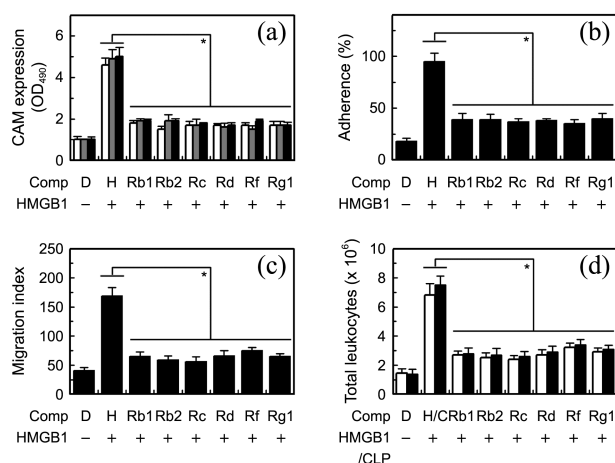 (a)
CAM expression
(OD490)
6
4
2
0
*
Comp D H Rb1 Rb2 Rc Rd Rf Rg1
HMGB1 − + + + + + + +
(b)
Adherence (%)
100
50
0
*
Comp D H Rb1 Rb2 Rc Rd Rf Rg1
HMGB1 − + + + + + + +
(c)
Migration index
250
200
150
100
50
0
*
Comp D H Rb1 Rb2 Rc Rd Rf Rg1
HMGB1 − + + + + + + +
(d)
Total leukocytes (x 10⁶)
10
8
6
4
2
0
*
Comp D H/CRb1 Rb2 Rc Rd Rf Rg1
HMGB1 − + + + + + + +
/CLP